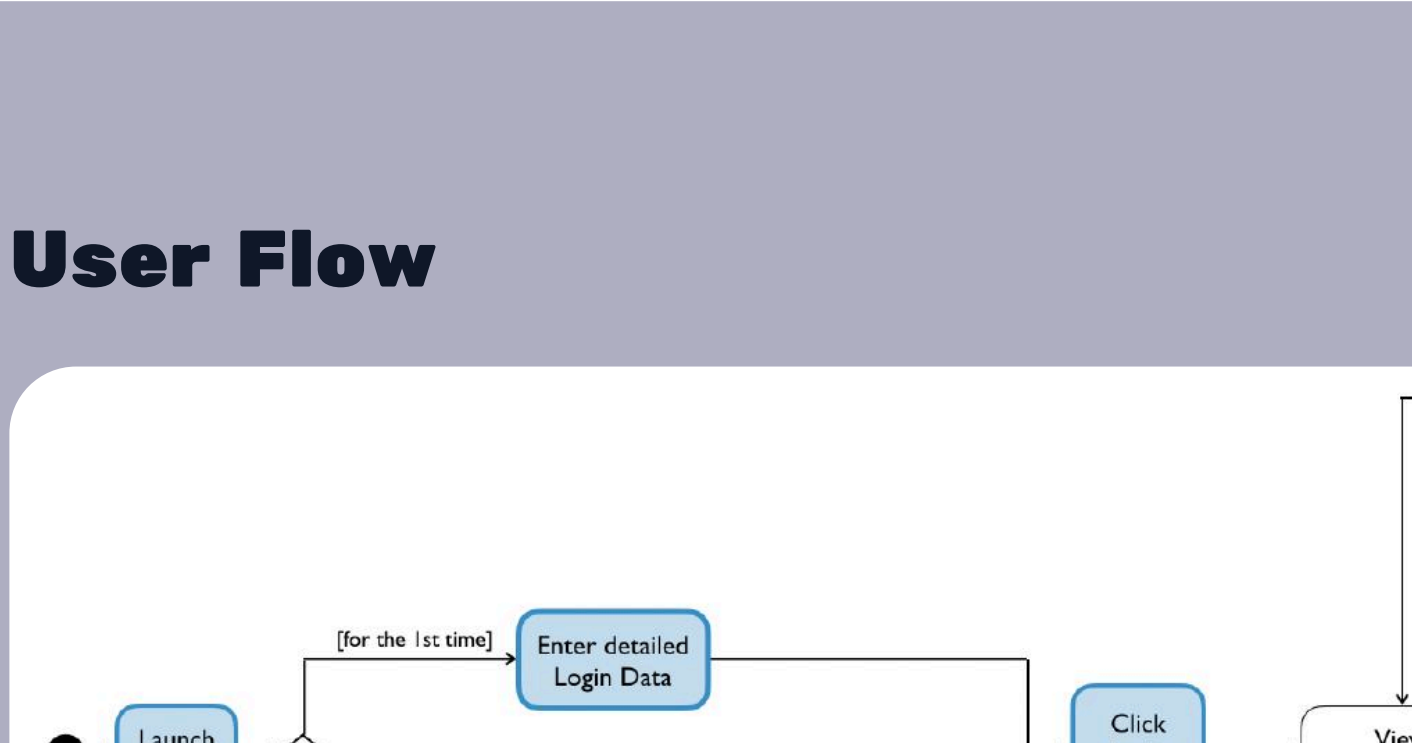 User Flow
[for the 1st time]
Enter detailed
Login Data
Launch
Click